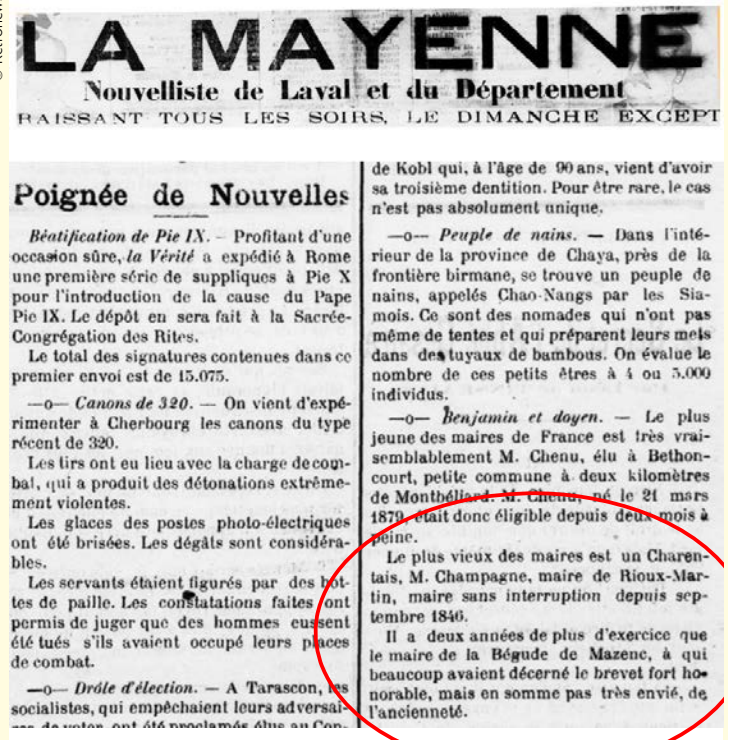 LA MAYENNE
Nouvelliste de Laval et du Département
RAISSANT TOUS LES SOIRS, LE DIMANCHE EXCEPT
Poignée de Nouvelles
Béatification de Pie IX. – Profitant d'une
occasion sûre, la Vérité a expédié à Rome
une première série de suppliques à Pie X
pour l'introduction de la cause du Pape
Pie IX. Le dépôt en sera fait à la Sacrée-
Congrégation des Rites.
Le total des signatures contenues dans ce
premier envoi est de 15.075.
—o— Canons de 320. — On vient d'expé-
rimenter à Cherbourg les canons du type
récent de 320.
Les tirs ont eu lieu avec la charge de com-
bat, qui a produit des détonations extrême-
ment violentes.
Les glaces des postes photo-électriques
ont été brisées. Les dégâts sont considéra-
bles.
Les servants étaient figurés par des bot-
tes de paille. Les constatations faites ont
permis de juger que des hommes eussent
été tués s'ils avaient occupé leurs places
de combat.
—o— Drôle d'élection. — A Tarascon, les
socialistes, qui empêchaient leurs adversai-
res de voter, ont été proclamés élus au Con-
de Kobl qui, à l'âge de 90 ans, vient d'avoir
sa troisième dentition. Pour être rare, le cas
n'est pas absolument unique.
—o— Peuple de nains. — Dans l'inté-
rieur de la province de Chaya, près de la
frontière birmane, se trouve un peuple de
nains, appelés Chao-Nangs par les Sia-
mois. Ce sont des nomades qui n'ont pas
même de tentes et qui préparent leurs mets
dans des tuyaux de bambous. On évalue le
nombre de ces petits êtres à 4 ou 5.000
individus.
—o— Benjamin et doyen. — Le plus
jeune des maires de France est très vrai-
semblablement M. Chenu, élu à Bethon-
court, petite commune à deux kilomètres
de Montbéliard. M. Chenu, né le 21 mars
1879, était donc éligible depuis deux mois à
peine.
Le plus vieux des maires est un Charen-
tais, M. Champagne, maire de Rioux-Mar-
tin, maire sans interruption depuis sep-
tembre 1846.
Il a deux années de plus d'exercice que
le maire de la Bégude de Mazenc, à qui
beaucoup avaient décerné le brevet fort ho-
norable, mais en somme pas très envié, de
l'ancienneté.